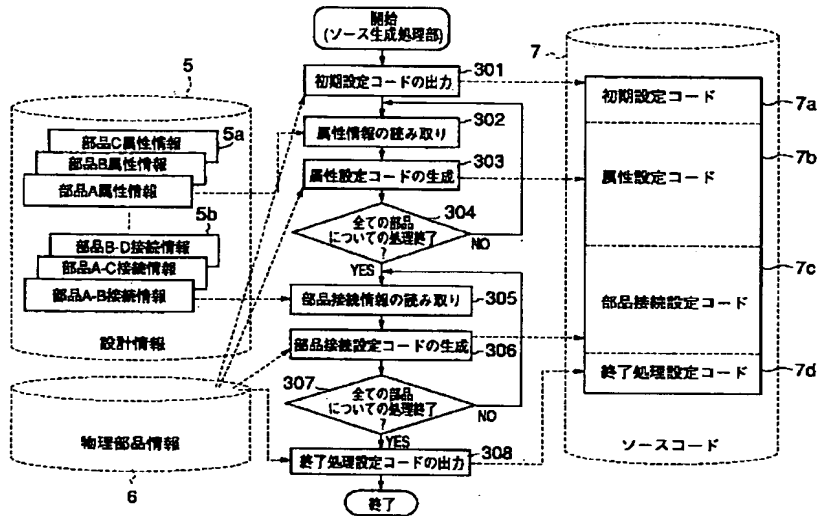 開始
(ソース生成処理部)
初期設定コードの出力
301
属性情報の読み取り
302
属性設定コードの生成
303
全ての部品
についての処理終了
?
304
NO
YES
部品接続情報の読み取り
305
部品接続設定コードの生成
306
307
全ての部品
についての処理終了
?
NO
YES
終了処理設定コードの出力
308
終了
5
5a
部品C属性情報
部品B属性情報
部品A属性情報
5b
部品B-D接続情報
部品A-C接続情報
部品A-B接続情報
設計情報
物理部品情報
6
7
初期設定コード
7a
属性設定コード
7b
部品接続設定コード
7c
終了処理設定コード
7d
ソースコード